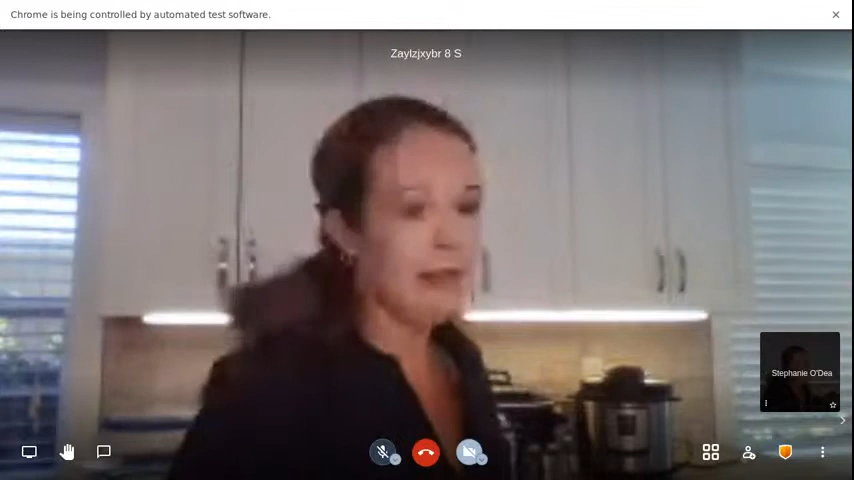 Chrome is being controlled by automated test software.
Zaylzjxybr 8 S
Stephanie O'Dea